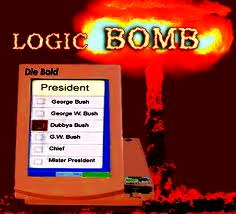 LOGIC BOMB
Die Bold
President
George Bush
George W. Bush
Dubbya Bush
G.W. Bush
Chief
Mister President